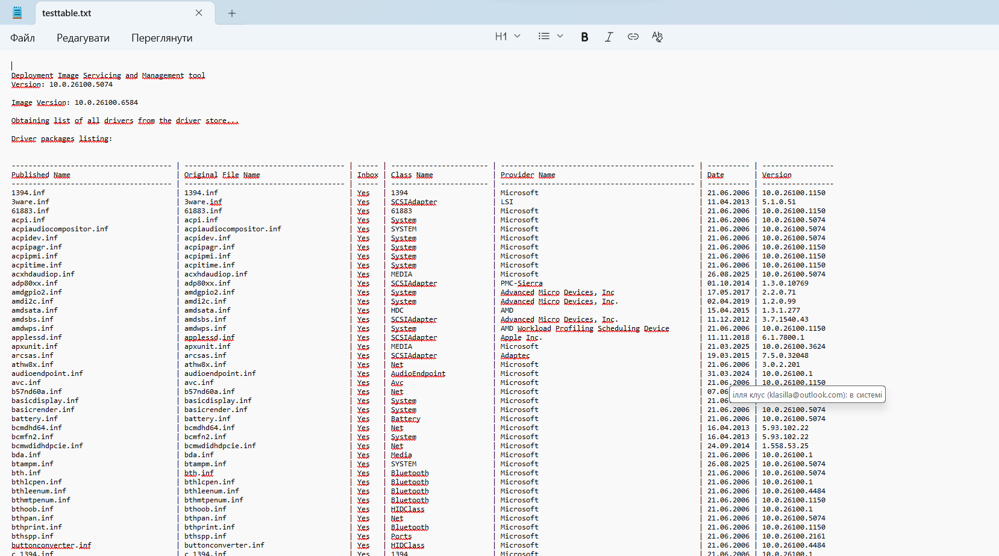 testtable.txt
Файл Редагувати Переглянути H1 B I
Deployment Image Servicing and Management tool
Version: 10.0.26100.5074
Image Version: 10.0.26100.6584
Obtaining list of all drivers from the driver store...
Driver packages listing:
------------------------------------- | ------------------------------------- | ----- | ---------------------- | --------------------------------------------- | ---------- | ----------------
Published Name | Original File Name | Inbox | Class Name | Provider Name | Date | Version
------------------------------------- | ------------------------------------- | ----- | ---------------------- | --------------------------------------------- | ---------- | ----------------
1394.inf | 1394.inf | Yes | 1394 | Microsoft | 21.06.2006 | 10.0.26100.1150
3ware.inf | 3ware.inf | Yes | SCSIAdapter | LSI | 11.04.2013 | 5.1.0.51
61883.inf | 61883.inf | Yes | 61883 | Microsoft | 21.06.2006 | 10.0.26100.1150
acpi.inf | acpi.inf | Yes | System | Microsoft | 21.06.2006 | 10.0.26100.5074
acpiaudiocompositor.inf | acpiaudiocompositor.inf | Yes | SYSTEM | Microsoft | 21.06.2006 | 10.0.26100.5074
acpidev.inf | acpidev.inf | Yes | System | Microsoft | 21.06.2006 | 10.0.26100.5074
acpipagr.inf | acpipagr.inf | Yes | System | Microsoft | 21.06.2006 | 10.0.26100.1150
acpipmi.inf | acpipmi.inf | Yes | System | Microsoft | 21.06.2006 | 10.0.26100.1150
acpitime.inf | acpitime.inf | Yes | System | Microsoft | 21.06.2006 | 10.0.26100.1150
acxhdaudiop.inf | acxhdaudiop.inf | Yes | MEDIA | Microsoft | 26.08.2025 | 10.0.26100.5074
adp80xx.inf | adp80xx.inf | Yes | SCSIAdapter | PMC-Sierra | 01.10.2014 | 1.3.0.10769
amdgpio2.inf | amdgpio2.inf | Yes | System | Advanced Micro Devices, Inc | 17.05.2017 | 2.2.0.71
amdi2c.inf | amdi2c.inf | Yes | System | Advanced Micro Devices, Inc. | 02.04.2019 | 1.2.0.99
amdsata.inf | amdsata.inf | Yes | HDC | AMD | 15.04.2015 | 1.3.1.277
amdsbs.inf | amdsbs.inf | Yes | SCSIAdapter | Advanced Micro Devices, Inc. | 11.12.2012 | 3.7.1540.43
amdwps.inf | amdwps.inf | Yes | System | AMD Workload Profiling Scheduling Device | 21.06.2006 | 10.0.26100.1150
applessd.inf | applessd.inf | Yes | SCSIAdapter | Apple Inc. | 11.11.2018 | 6.1.7800.1
apxunit.inf | apxunit.inf | Yes | MEDIA | Microsoft | 21.03.2025 | 10.0.26100.3624
arcsas.inf | arcsas.inf | Yes | SCSIAdapter | Adaptec | 19.03.2015 | 7.5.0.32048
athw8x.inf | athw8x.inf | Yes | Net | Microsoft | 21.06.2006 | 3.0.2.201
audioendpoint.inf | audioendpoint.inf | Yes | AudioEndpoint | Microsoft | 31.03.2024 | 10.0.26100.1
avc.inf | avc.inf | Yes | Avc | Microsoft | 21.06.2006 | 10.0.26100.1150
b57nd60a.inf | b57nd60a.inf | Yes | Net | Microsoft | 07.06
ілля клус (klasilla@outlook.com): в системі
basicdisplay.inf | basicdisplay.inf | Yes | System | Microsoft | 21.06
basicrender.inf | basicrender.inf | Yes | System | Microsoft | 21.06.2006 | 10.0.26100.5074
battery.inf | battery.inf | Yes | Battery | Microsoft | 21.06.2006 | 10.0.26100.5074
bcmdhd64.inf | bcmdhd64.inf | Yes | Net | Microsoft | 16.04.2013 | 5.93.102.22
bcmfn2.inf | bcmfn2.inf | Yes | System | Microsoft | 16.04.2013 | 5.93.102.22
bcmwdidhdpcie.inf | bcmwdidhdpcie.inf | Yes | Net | Microsoft | 24.09.2014 | 1.558.53.25
bda.inf | bda.inf | Yes | Media | Microsoft | 21.06.2006 | 10.0.26100.1
btampm.inf | btampm.inf | Yes | SYSTEM | Microsoft | 26.08.2025 | 10.0.26100.5074
bth.inf | bth.inf | Yes | Bluetooth | Microsoft | 21.06.2006 | 10.0.26100.5074
bthlcpen.inf | bthlcpen.inf | Yes | Bluetooth | Microsoft | 21.06.2006 | 10.0.26100.1
bthleenum.inf | bthleenum.inf | Yes | Bluetooth | Microsoft | 21.06.2006 | 10.0.26100.4484
bthmtpenum.inf | bthmtpenum.inf | Yes | Bluetooth | Microsoft | 21.06.2006 | 10.0.26100.1150
bthoob.inf | bthoob.inf | Yes | HIDClass | Microsoft | 21.06.2006 | 10.0.26100.1
bthpan.inf | bthpan.inf | Yes | Net | Microsoft | 21.06.2006 | 10.0.26100.5074
bthprint.inf | bthprint.inf | Yes | Bluetooth | Microsoft | 21.06.2006 | 10.0.26100.1150
bthspp.inf | bthspp.inf | Yes | Ports | Microsoft | 21.06.2006 | 10.0.26100.2161
buttonconverter.inf | buttonconverter.inf | Yes | HIDClass | Microsoft | 21.06.2006 | 10.0.26100.4484
c_1394.inf | c_1394.inf | Yes | 1394 | Microsoft | 21.06.2006 | 10.0.26100.1